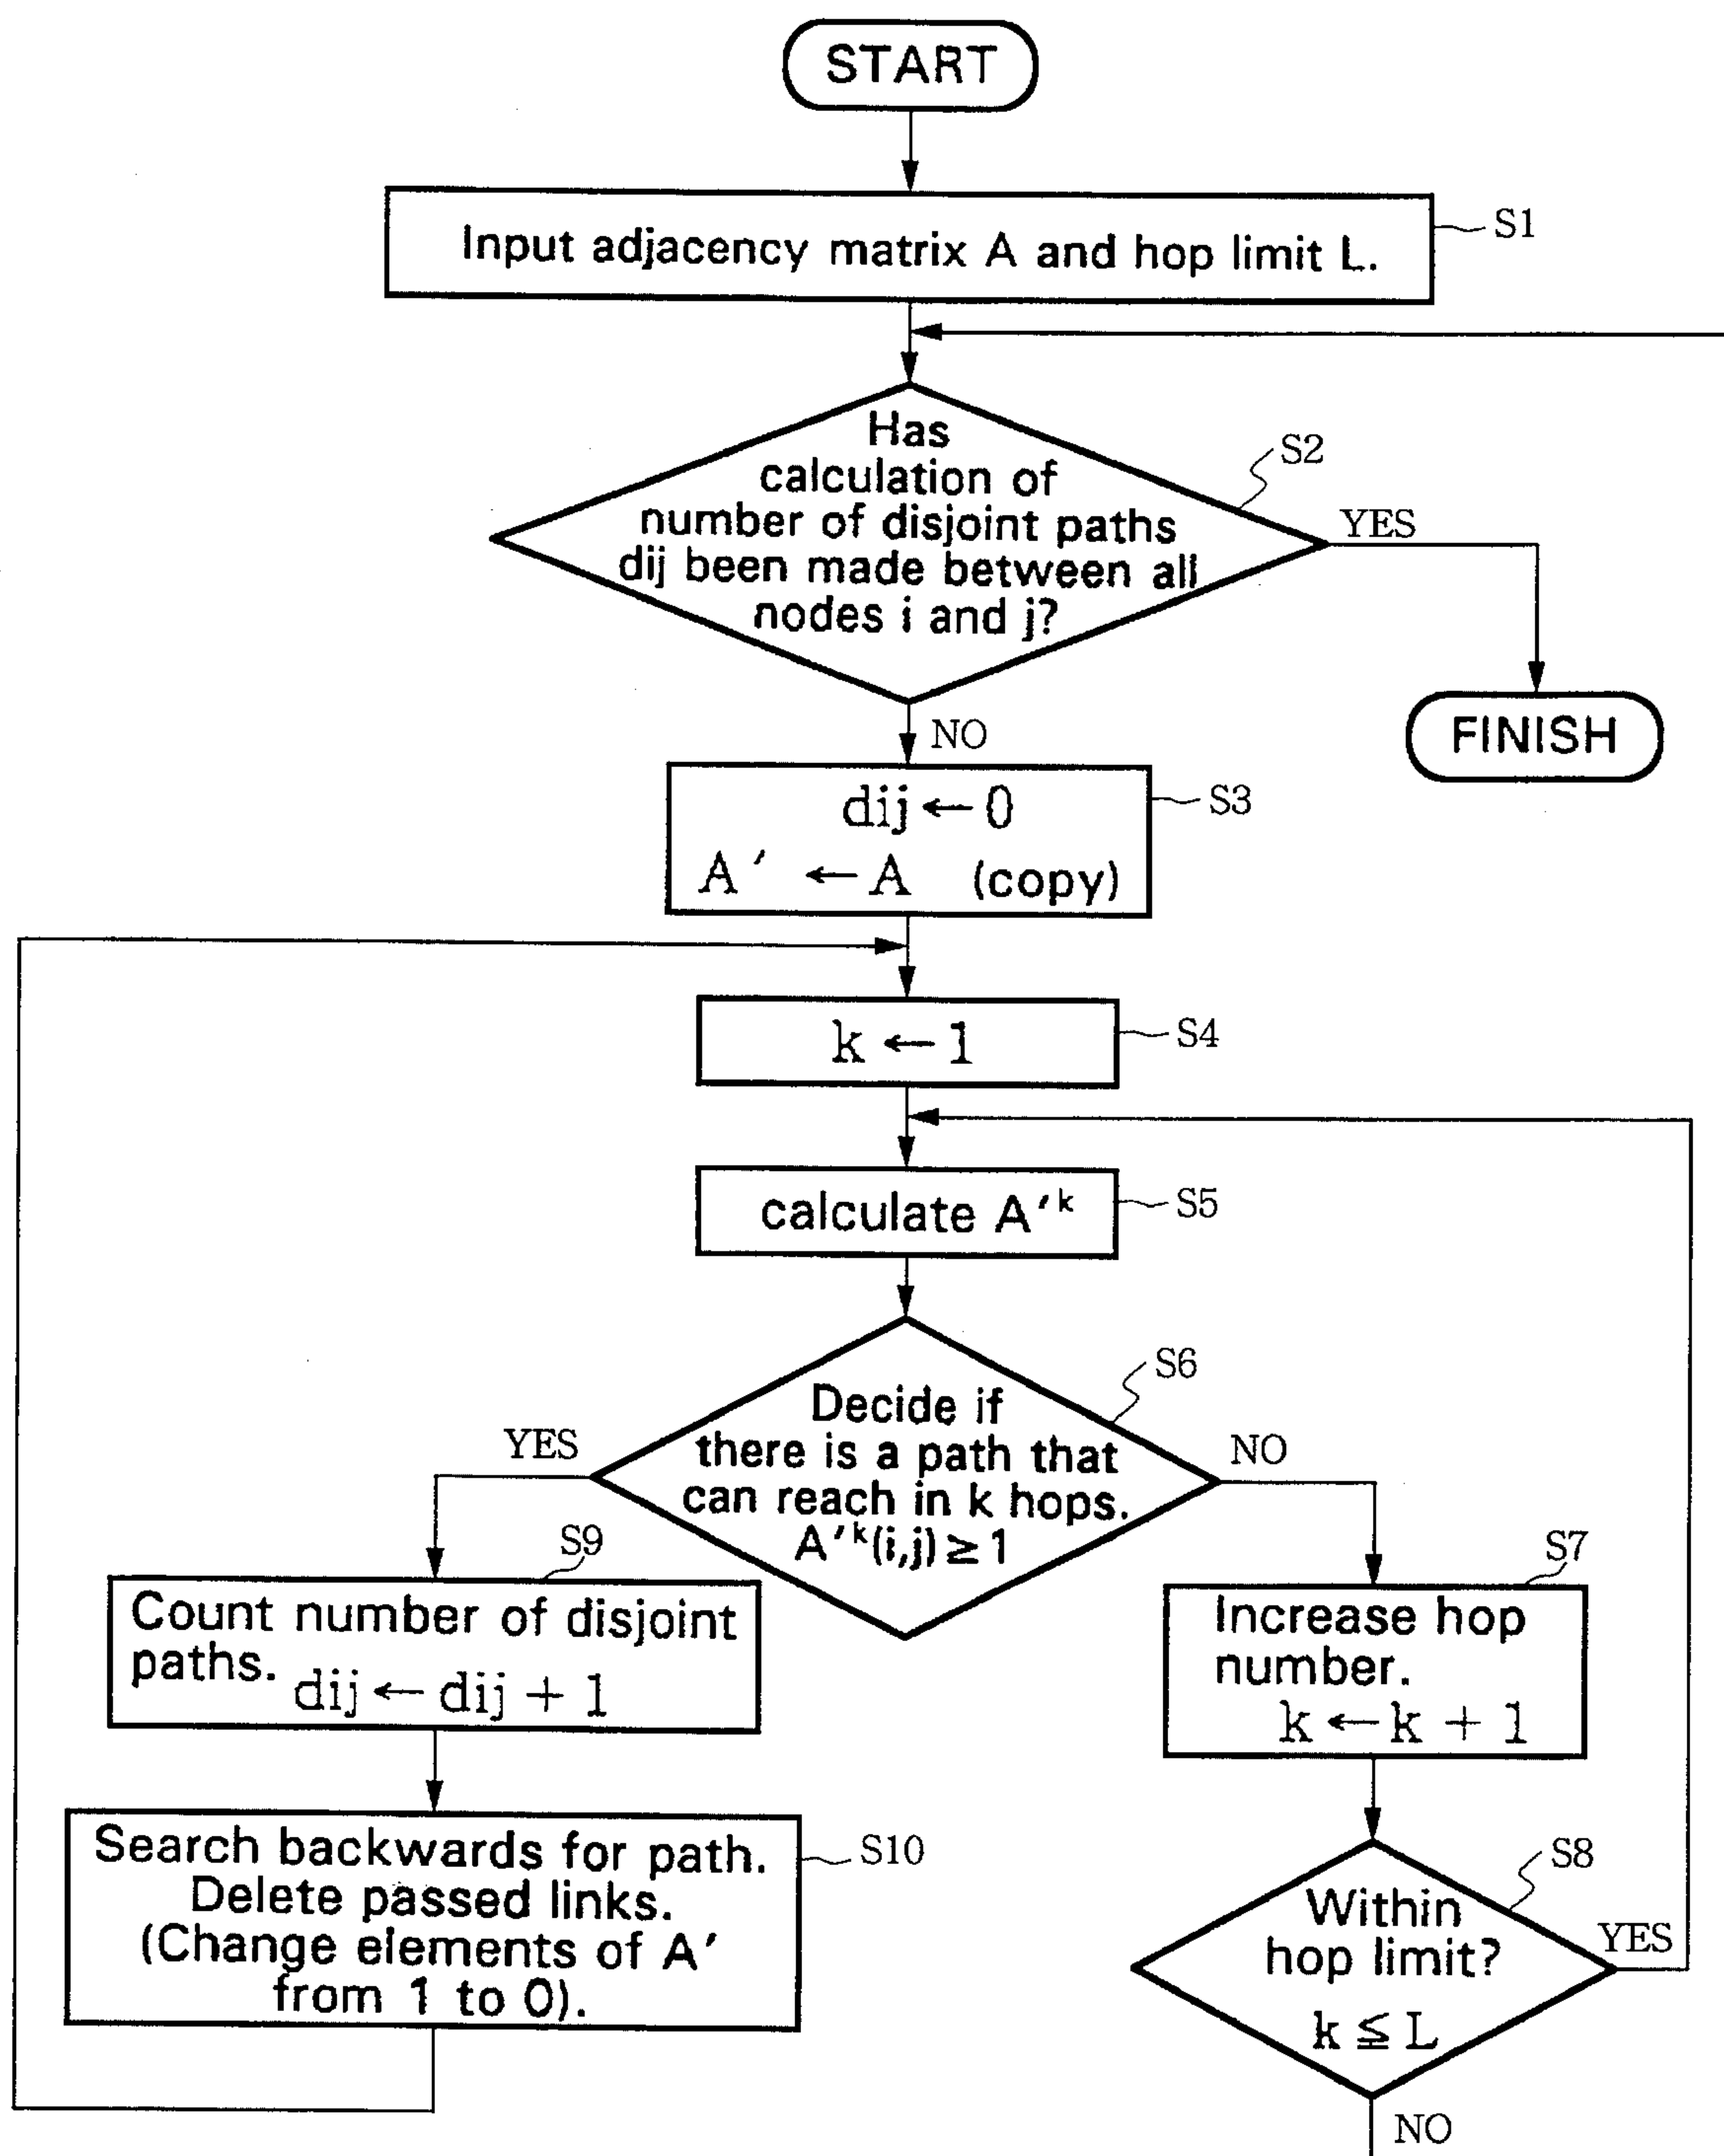 START
Input adjacency matrix A and hop limit L.
S1
Has
calculation of
number of disjoint paths
dij been made between all
nodes i and j?
S2
YES
FINISH
NO
dij ← 0
A′ ← A (copy)
S3
k ← 1
S4
calculate A′ᵏ
S5
Decide if
there is a path that
can reach in k hops.
A′ᵏ(i,j) ≥ 1
S6
YES
NO
S9
Count number of disjoint
paths. dij ← dij + 1
S7
Increase hop
number.
k ← k + 1
Search backwards for path.
Delete passed links.
(Change elements of A′
from 1 to 0).
S10
Within
hop limit?
k ≦ L
S8
YES
NO